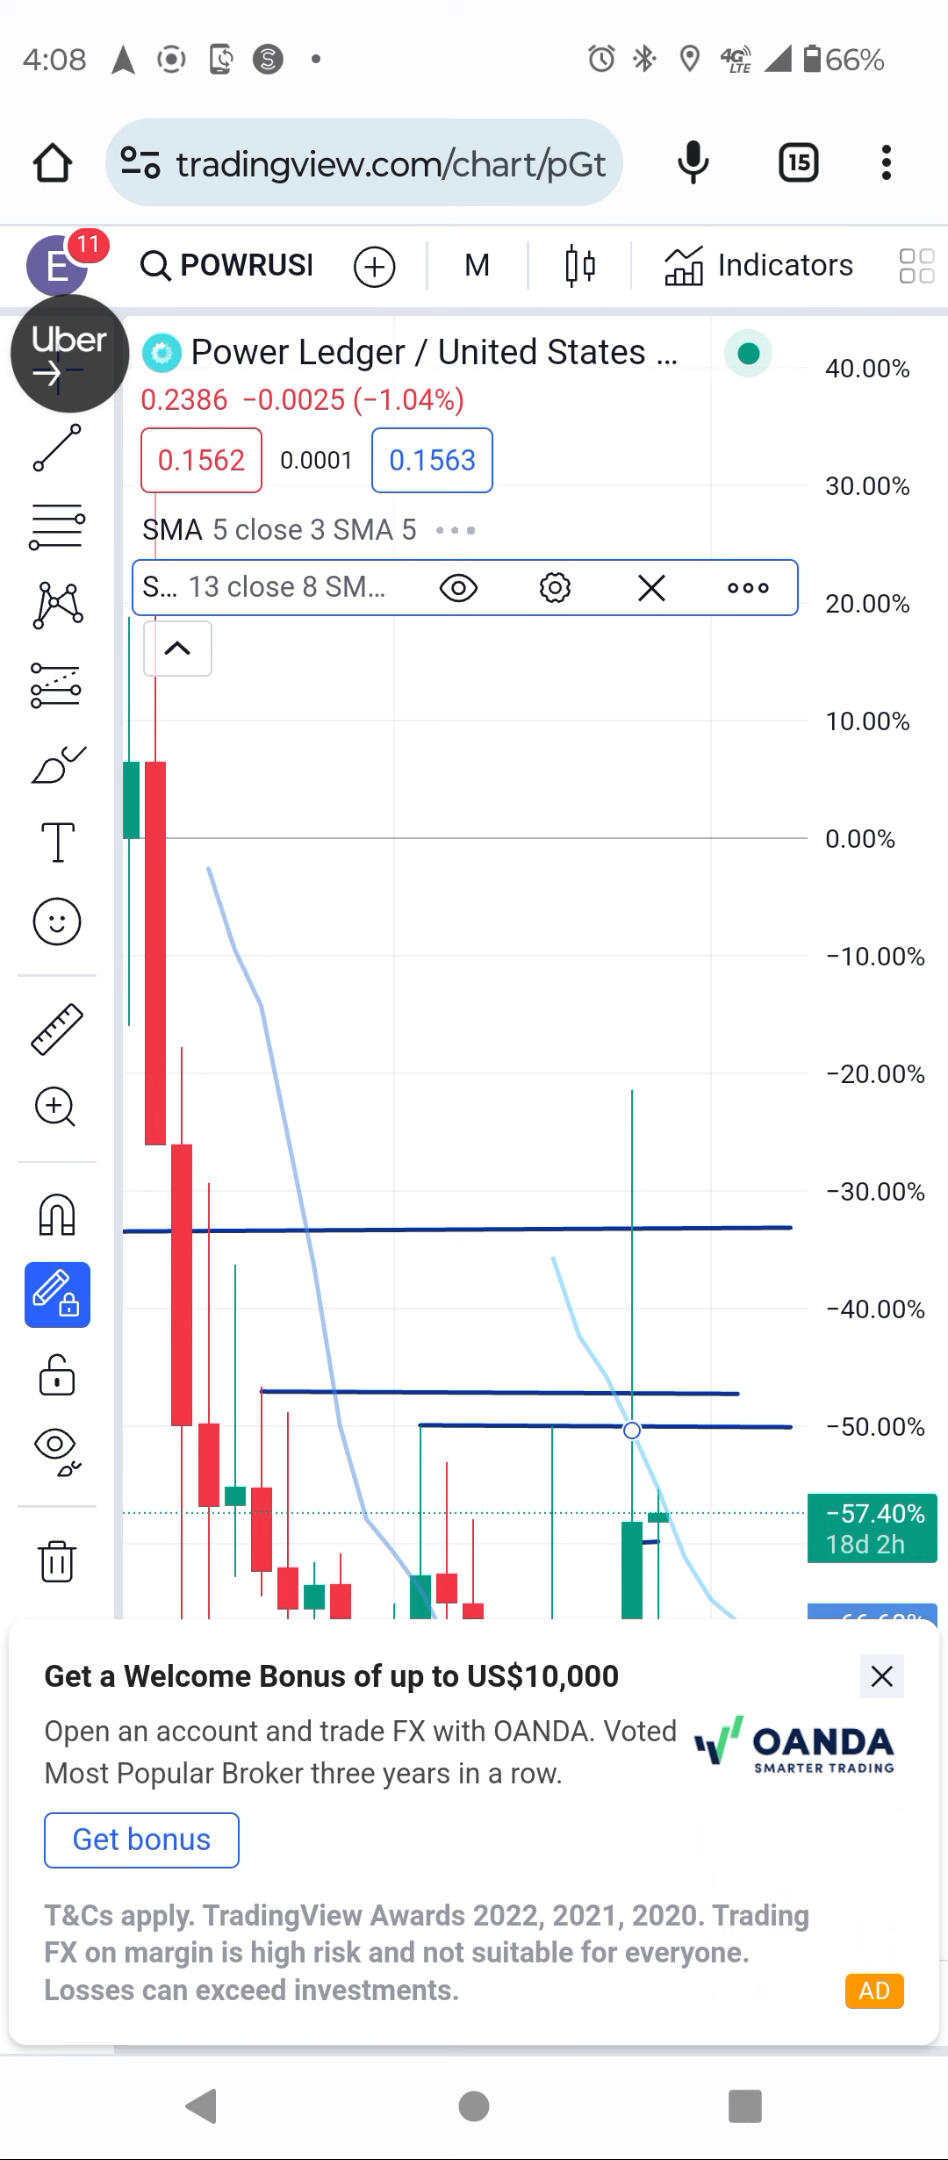 4:08
4G
LTE
66%
tradingview.com/chart/pGt
15
E
11
POWRUSI
M
Indicators
Uber
Power Ledger / United States ...
0.2386 −0.0025 (−1.04%)
0.1562
0.0001
0.1563
SMA 5 close 3 SMA 5
S... 13 close 8 SM...
40.00%
30.00%
20.00%
10.00%
0.00%
−10.00%
−20.00%
−30.00%
−40.00%
−50.00%
−57.40%
18d 2h
Get a Welcome Bonus of up to US$10,000
Open an account and trade FX with OANDA. Voted
Most Popular Broker three years in a row.
OANDA
SMARTER TRADING
Get bonus
T&Cs apply. TradingView Awards 2022, 2021, 2020. Trading
FX on margin is high risk and not suitable for everyone.
Losses can exceed investments.
AD